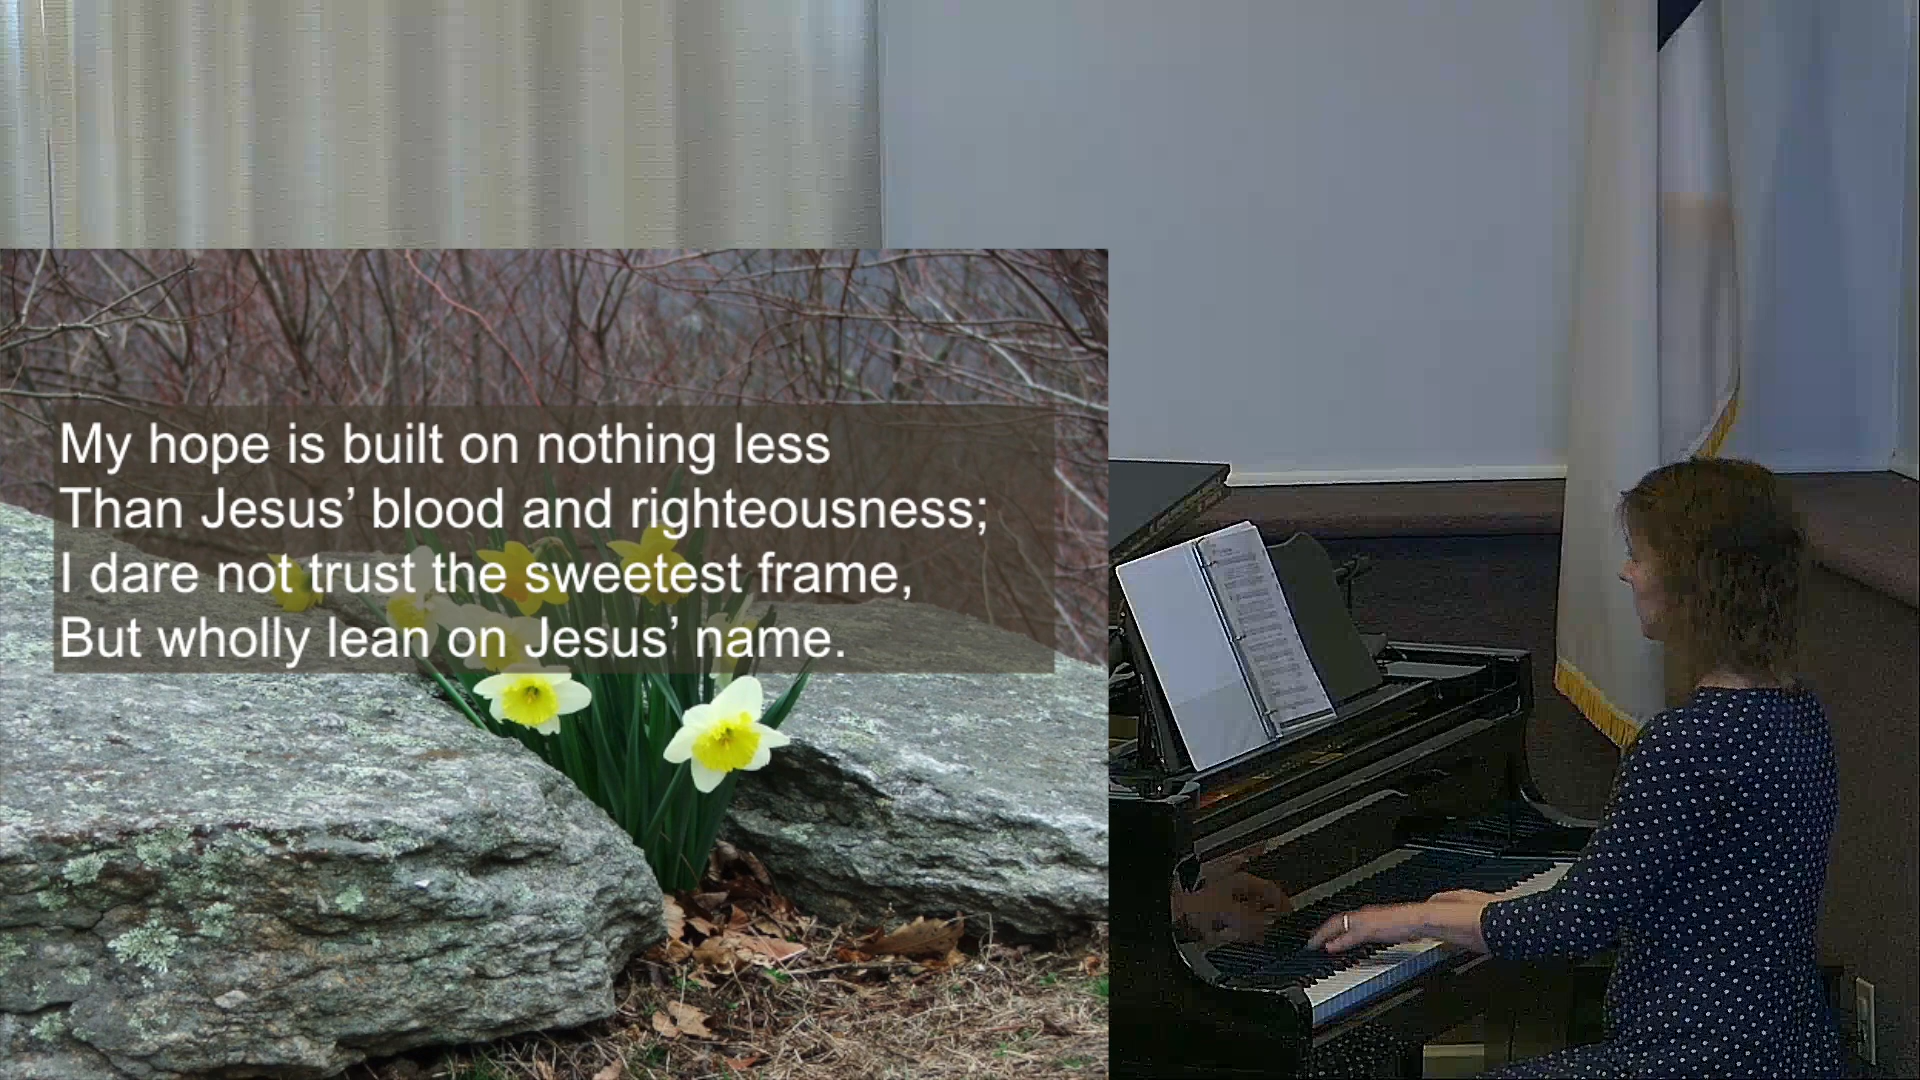 My hope is built on nothing less
Than Jesus’ blood and righteousness;
I dare not trust the sweetest frame,
But wholly lean on Jesus’ name.